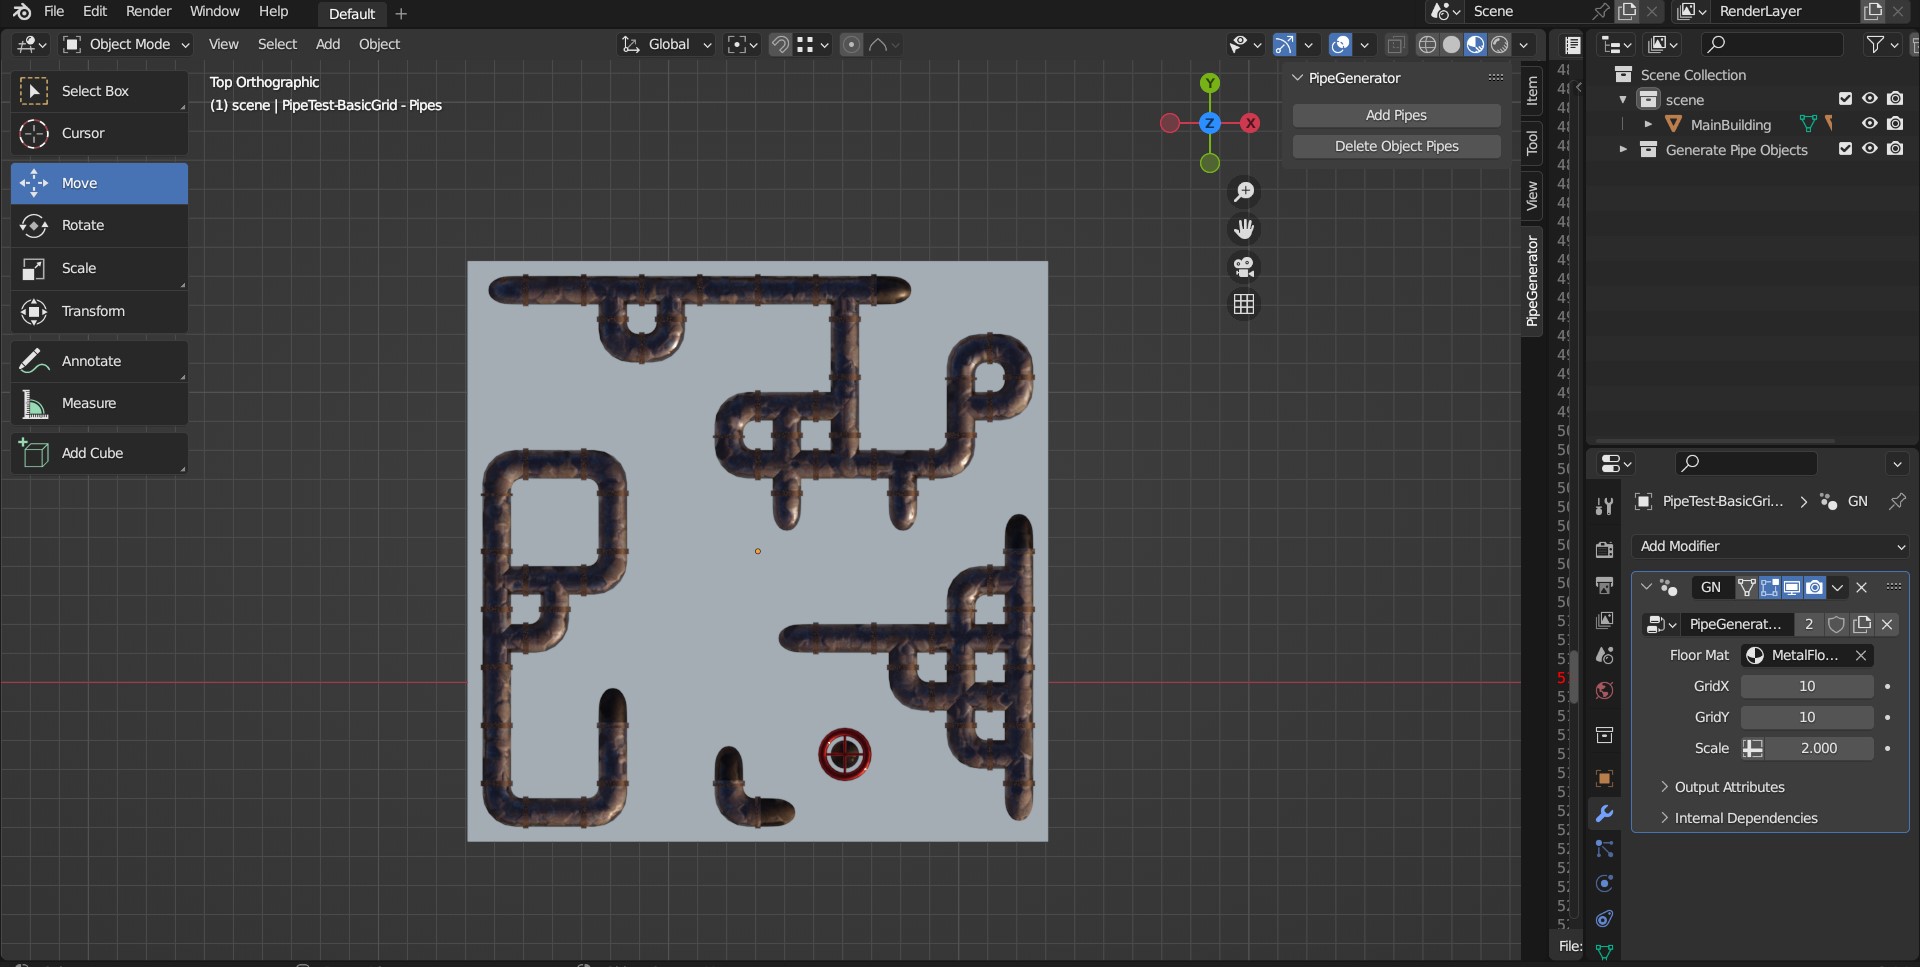 File Edit Render Window Help Default + Scene RenderLayer
Object Mode View Select Add Object Global
Select Box
Cursor
Move
Rotate
Scale
Transform
Annotate
Measure
Add Cube
Top Orthographic
(1) scene | PipeTest-BasicGrid - Pipes
Y
X
Z
PipeGenerator
Add Pipes
Delete Object Pipes
Item
Tool
View
PipeGenerator
File:
Scene Collection
scene
MainBuilding
Generate Pipe Objects
PipeTest-BasicGri... > GN
Add Modifier
GN
PipeGenerat... 2
Floor Mat MetalFlo...
GridX 10
GridY 10
Scale 2.000
Output Attributes
Internal Dependencies